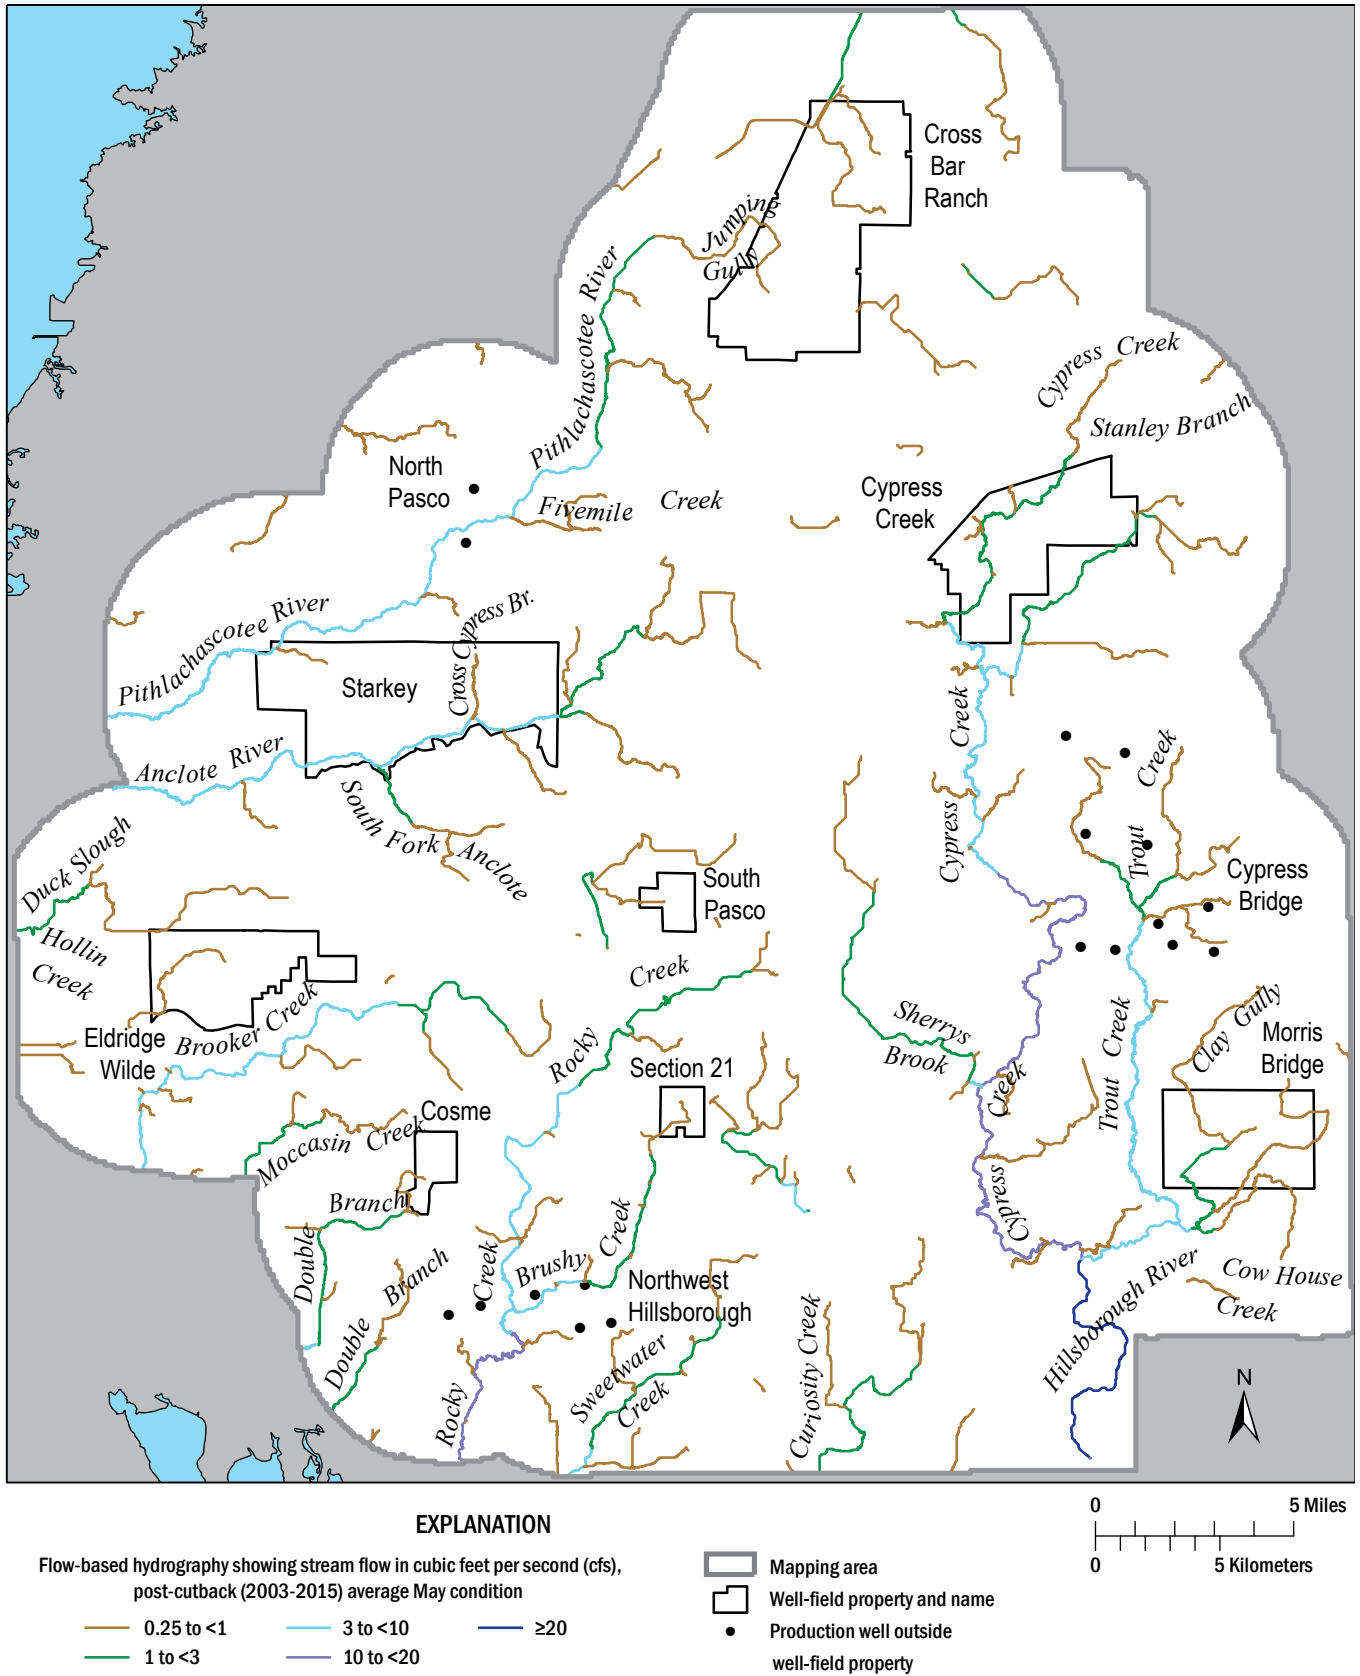 Cross
Bar
Ranch
Jumping
Gully
Pithlachascotee River
Cypress Creek
Stanley Branch
North
Pasco
Fivemile Creek
Cypress
Creek
Pithlachascotee River
Cross Cypress Br.
Starkey
Anclote River
South Fork Anclote
Cypress Creek
Trout Creek
Duck Slough
Hollin
Creek
South
Pasco
Cypress
Bridge
Eldridge
Wilde
Brooker Creek
Rocky Creek
Sherrys
Brook
Trout Creek
Clay Gully
Morris
Bridge
Section 21
Cosme
Moccasin Creek
Double Branch
Double Branch
Rocky Creek
Brushy Creek
Northwest
Hillsborough
Sweetwater
Creek
Curiosity Creek
Cypress Creek
Hillsborough River
Cow House
Creek
N
0 5 Miles
0 5 Kilometers
EXPLANATION
Flow-based hydrography showing stream flow in cubic feet per second (cfs),
post-cutback (2003-2015) average May condition
0.25 to <1
1 to <3
3 to <10
10 to <20
≥20
Mapping area
Well-field property and name
Production well outside
well-field property